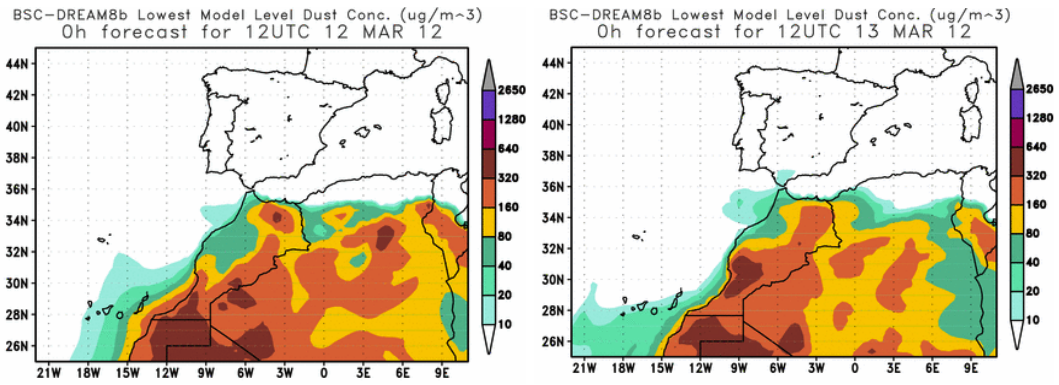 BSC-DREAM8b Lowest Model Level Dust Conc. (ug/m^3)
0h forecast for 12UTC 12 MAR 12
44N
42N
40N
38N
36N
34N
32N
30N
28N
26N
21W 18W 15W 12W 9W 6W 3W 0 3E 6E 9E
2650
1280
640
320
160
80
40
20
10
BSC-DREAM8b Lowest Model Level Dust Conc. (ug/m^3)
0h forecast for 12UTC 13 MAR 12
44N
42N
40N
38N
36N
34N
32N
30N
28N
26N
21W 18W 15W 12W 9W 6W 3W 0 3E 6E 9E
2650
1280
640
320
160
80
40
20
10